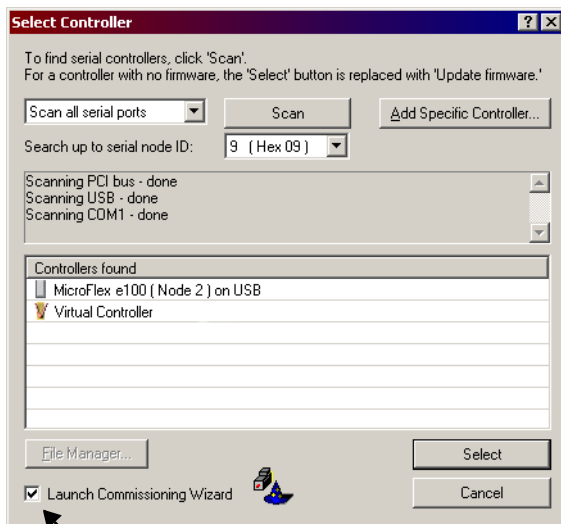 Select Controller
To find serial controllers, click 'Scan'.
For a controller with no firmware, the 'Select' button is replaced with 'Update firmware.'
Scan all serial ports Scan Add Specific Controller...
Search up to serial node ID: 9 ( Hex 09 )
Scanning PCI bus - done
Scanning USB - done
Scanning COM1 - done
Controllers found
MicroFlex e100 ( Node 2 ) on USB
Virtual Controller
File Manager... Select
Launch Commissioning Wizard Cancel